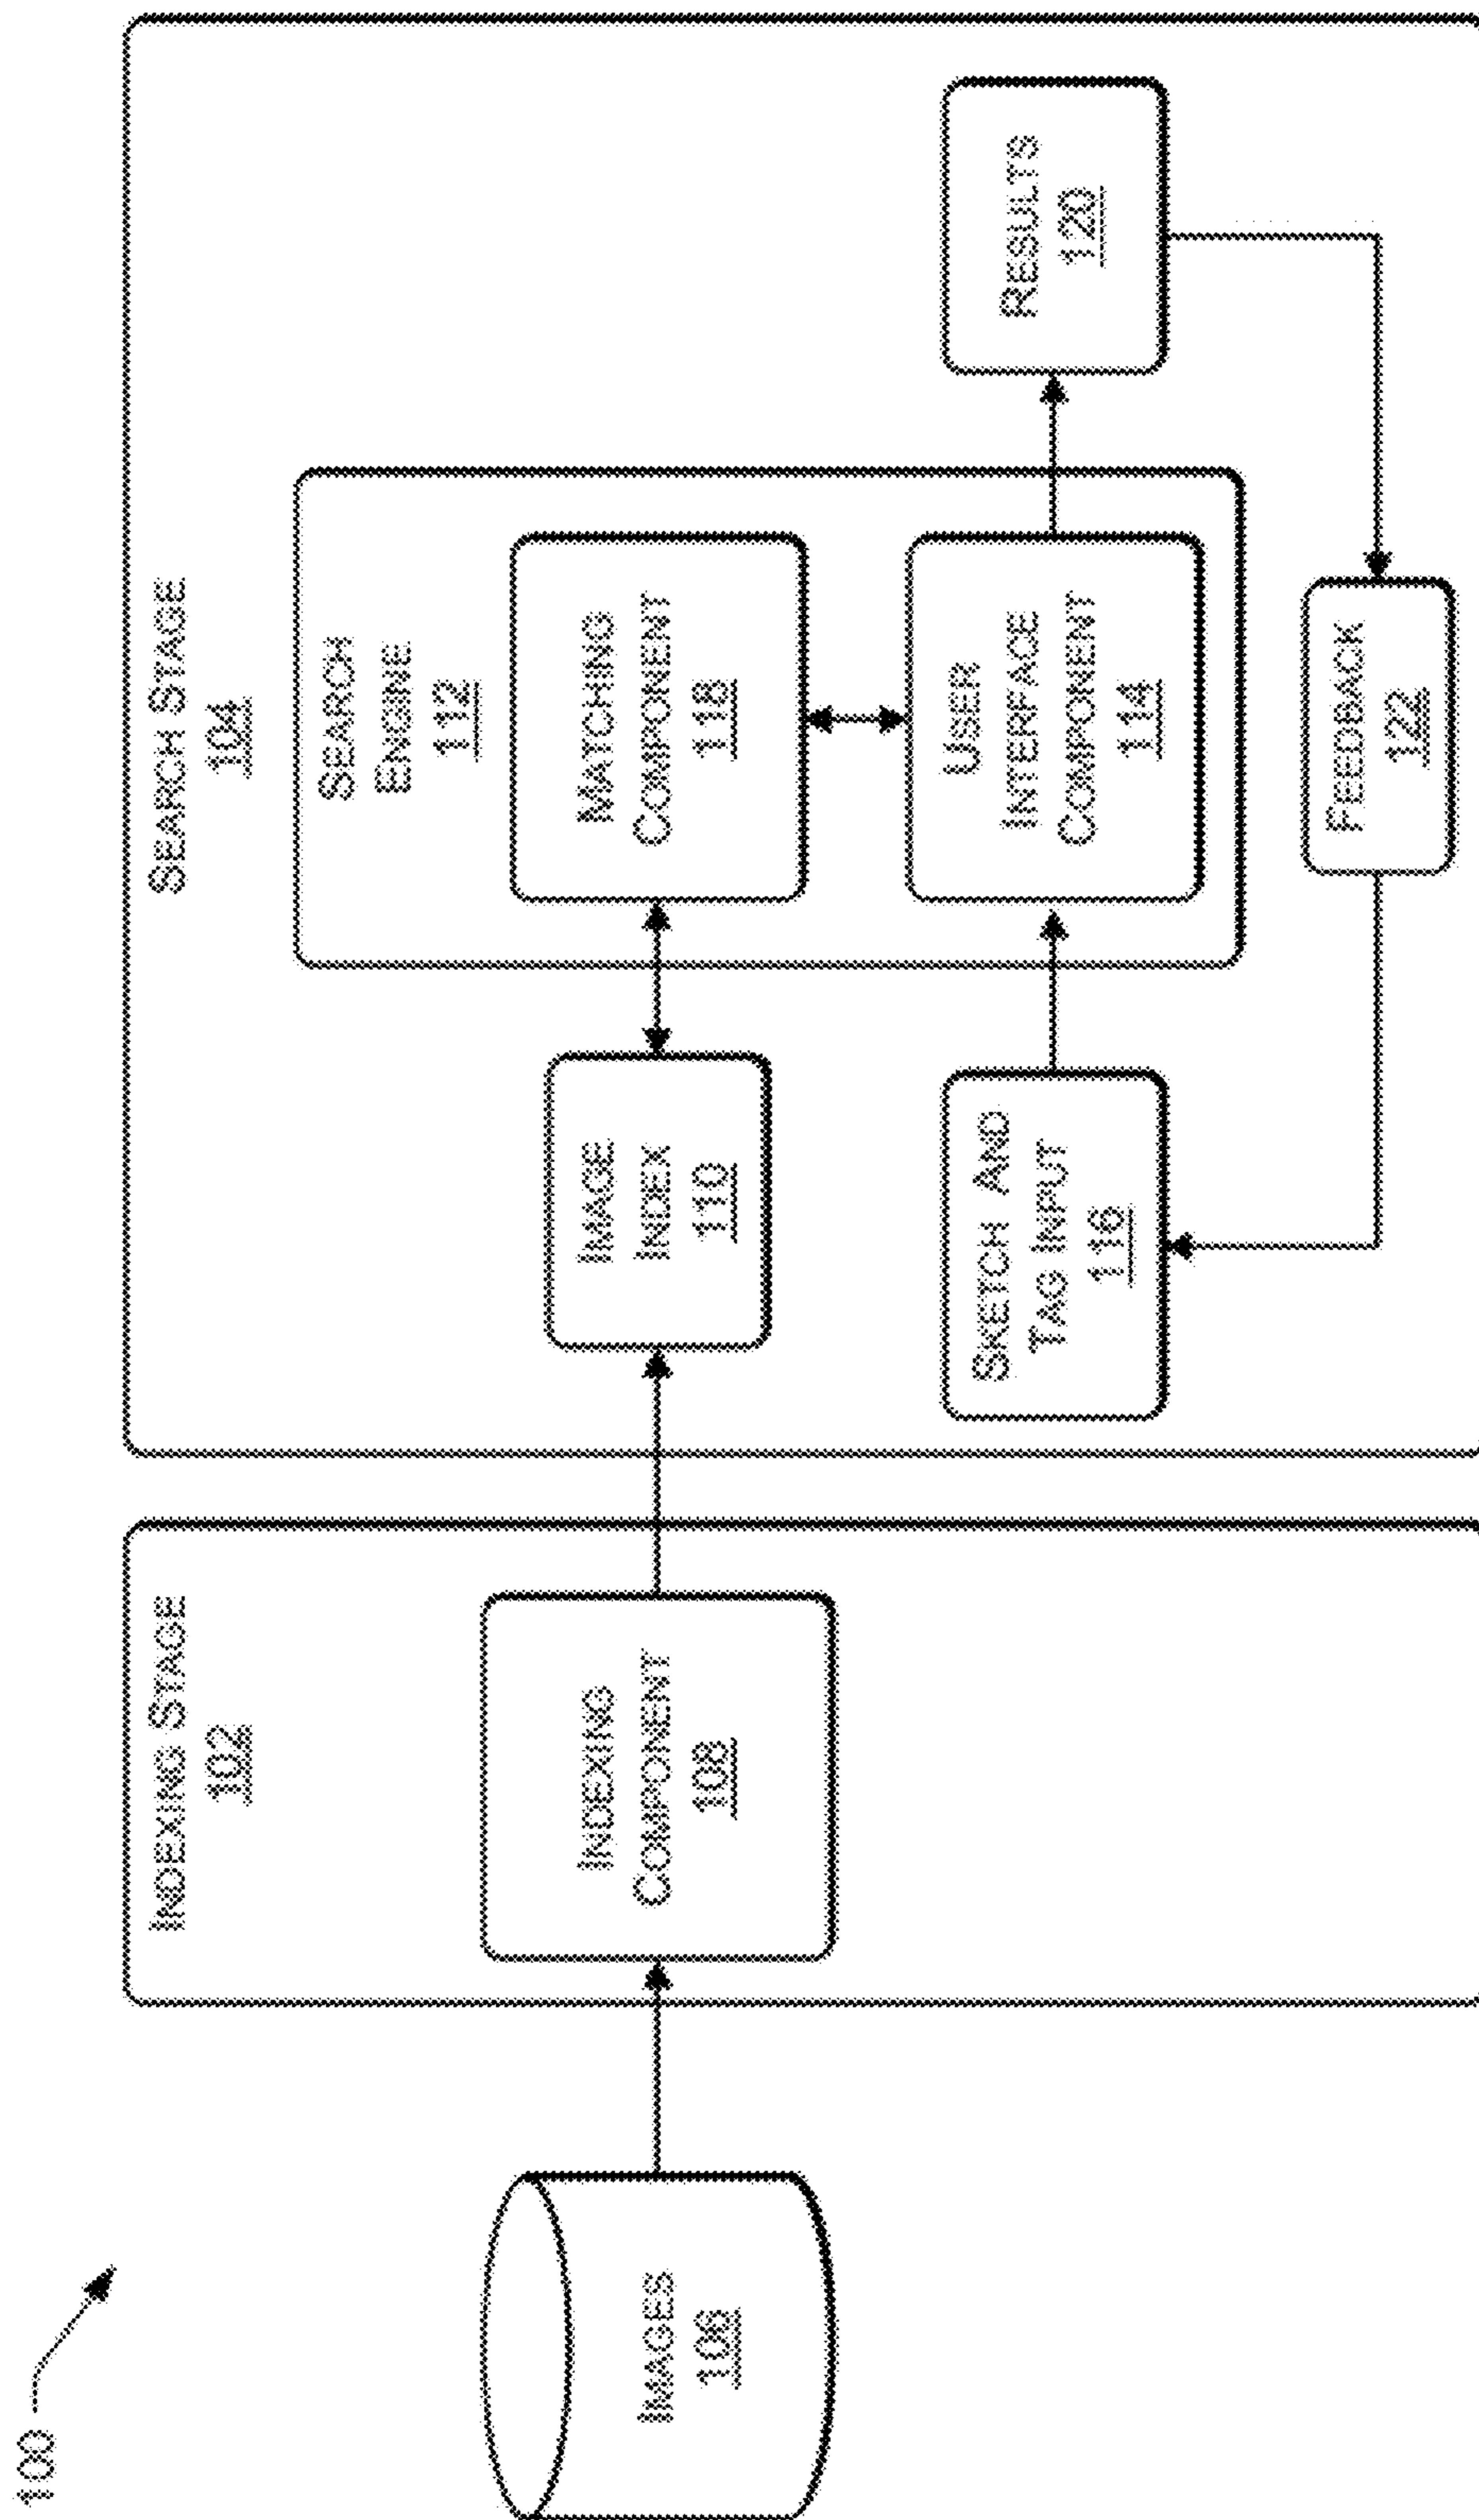 100
IMAGES
106
INDEXING STAGE
102
INDEXING
COMPONENT
108
SEARCH STAGE
104
IMAGE
INDEX
110
SEARCH
ENGINE
112
MATCHING
COMPONENT
118
SKETCH AND
TAG INPUT
116
USER
INTERFACE
COMPONENT
114
RESULTS
120
FEEDBACK
122